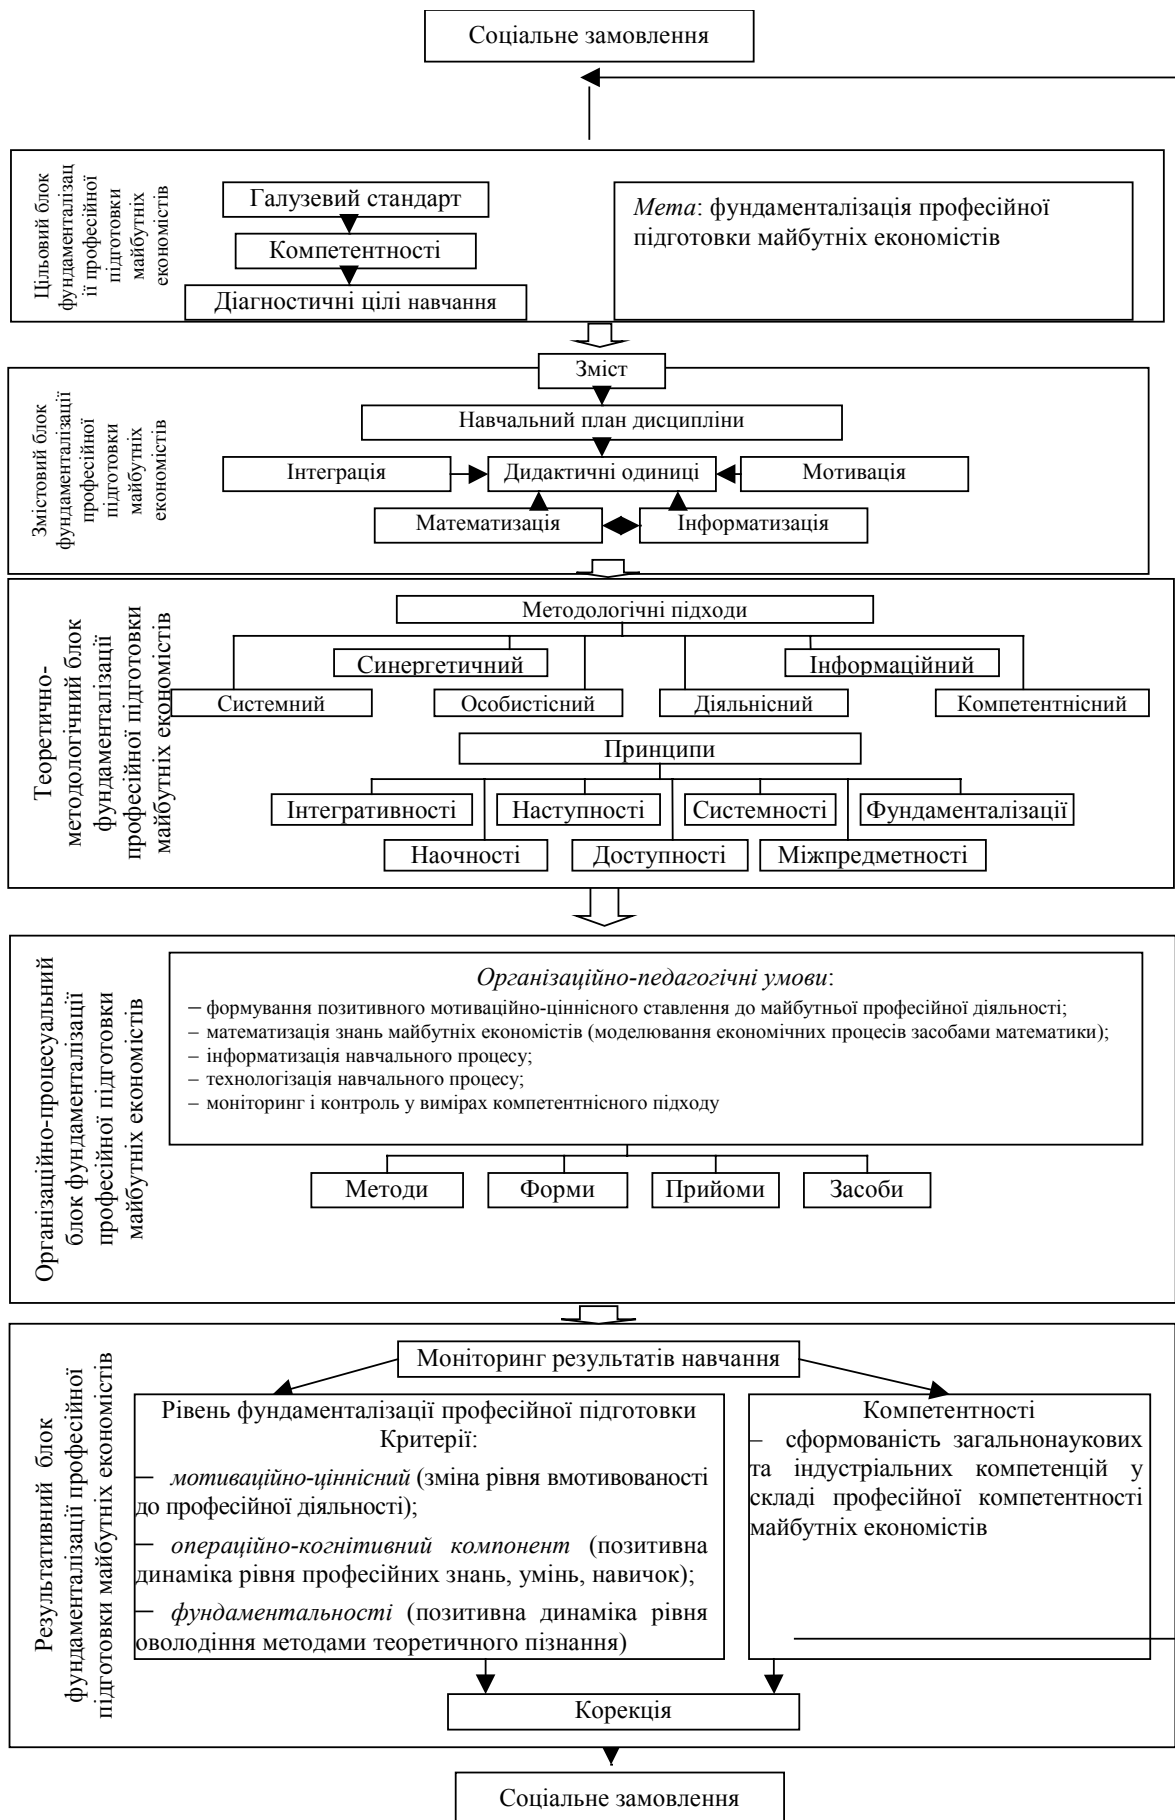 Соціальне замовлення
Цільовий блок
фундаменталізац
ії професійної
підготовки
майбутніх
економістів
Галузевий стандарт
Компетентності
Діагностичні цілі навчання
Мета: фундаменталізація професійної
підготовки майбутніх економістів
Змістовий блок
фундаменталізації
професійної
підготовки
майбутніх
економістів
Зміст
Навчальний план дисципліни
Інтеграція
Дидактичні одиниці
Мотивація
Математизація
Інформатизація
Теоретично-
методологічний блок
фундаменталізації
професійної підготовки
майбутніх економістів
Методологічні підходи
Синергетичний
Інформаційний
Системний
Особистісний
Діяльнісний
Компетентнісний
Принципи
Інтегративності
Наступності
Системності
Фундаменталізації
Наочності
Доступності
Міжпредметності
Організаційно-процесуальний
блок фундаменталізації
професійної підготовки
майбутніх економістів
Організаційно-педагогічні умови:
– формування позитивного мотиваційно-ціннісного ставлення до майбутньої професійної діяльності;
– математизація знань майбутніх економістів (моделювання економічних процесів засобами математики);
– інформатизація навчального процесу;
– технологізація навчального процесу;
– моніторинг і контроль у вимірах компетентнісного підходу
Методи
Форми
Прийоми
Засоби
Результативний блок
фундаменталізації професійної
підготовки майбутніх економістів
Моніторинг результатів навчання
Рівень фундаменталізації професійної підготовки
Критерії:
– мотиваційно-ціннісний (зміна рівня вмотивованості
до професійної діяльності);
– операційно-когнітивний компонент (позитивна
динаміка рівня професійних знань, умінь, навичок);
– фундаментальності (позитивна динаміка рівня
оволодіння методами теоретичного пізнання)
Компетентності
– сформованість загальнонаукових
та індустріальних компетенцій у
складі професійної компетентності
майбутніх економістів
Корекція
Соціальне замовлення